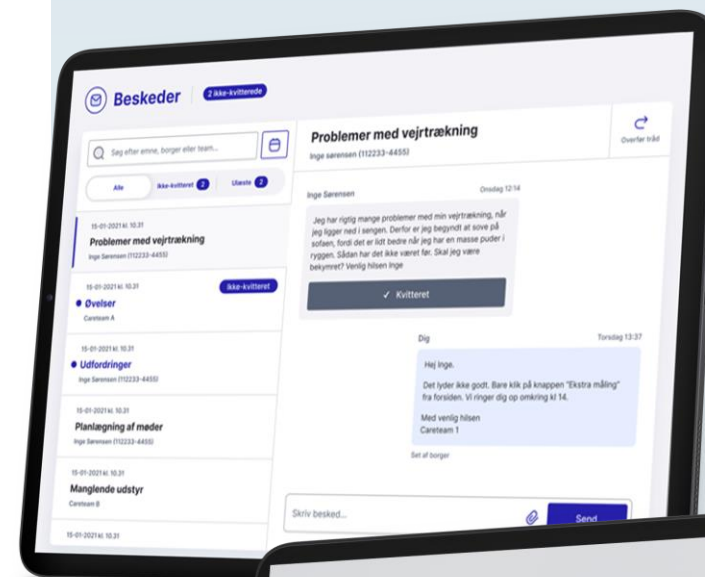 Beskeder
2 ikke-kvitterede
Søg efter emne, borger eller team...
Alle
Ikke-kvitteret 2
Ulæste 2
15-01-2021 kl. 10.31
Problemer med vejrtrækning
Inge Sørensen (112233-4455)
15-01-2021 kl. 10.31
Ikke-kvitteret
Øvelser
Careteam A
15-01-2021 kl. 10.31
Udfordringer
Inge Sørensen (112233-4455)
15-01-2021 kl. 10.31
Planlægning af møder
Inge Sørensen (112233-4455)
15-01-2021 kl. 10.31
Manglende udstyr
Careteam B
15-01-2021 kl. 10.31
Problemer med vejrtrækning
Inge sørensen (112233-4455)
Overfør tråd
Inge Sørensen
Onsdag 12:14
Jeg har rigtig mange problemer med min vejrtrækning, når
jeg ligger ned i sengen. Derfor er jeg begyndt at sove på
sofaen, fordi det er lidt bedre når jeg har en masse puder i
ryggen. Sådan har det ikke været før. Skal jeg være
bekymret? Venlig hilsen Inge
Kvitteret
Dig
Torsdag 13:37
Hej Inge.
Det lyder ikke godt. Bare klik på knappen "Ekstra måling"
fra forsiden. Vi ringer dig op omkring kl 14.
Med venlig hilsen
Careteam 1
Set af borger
Skriv besked...
Send